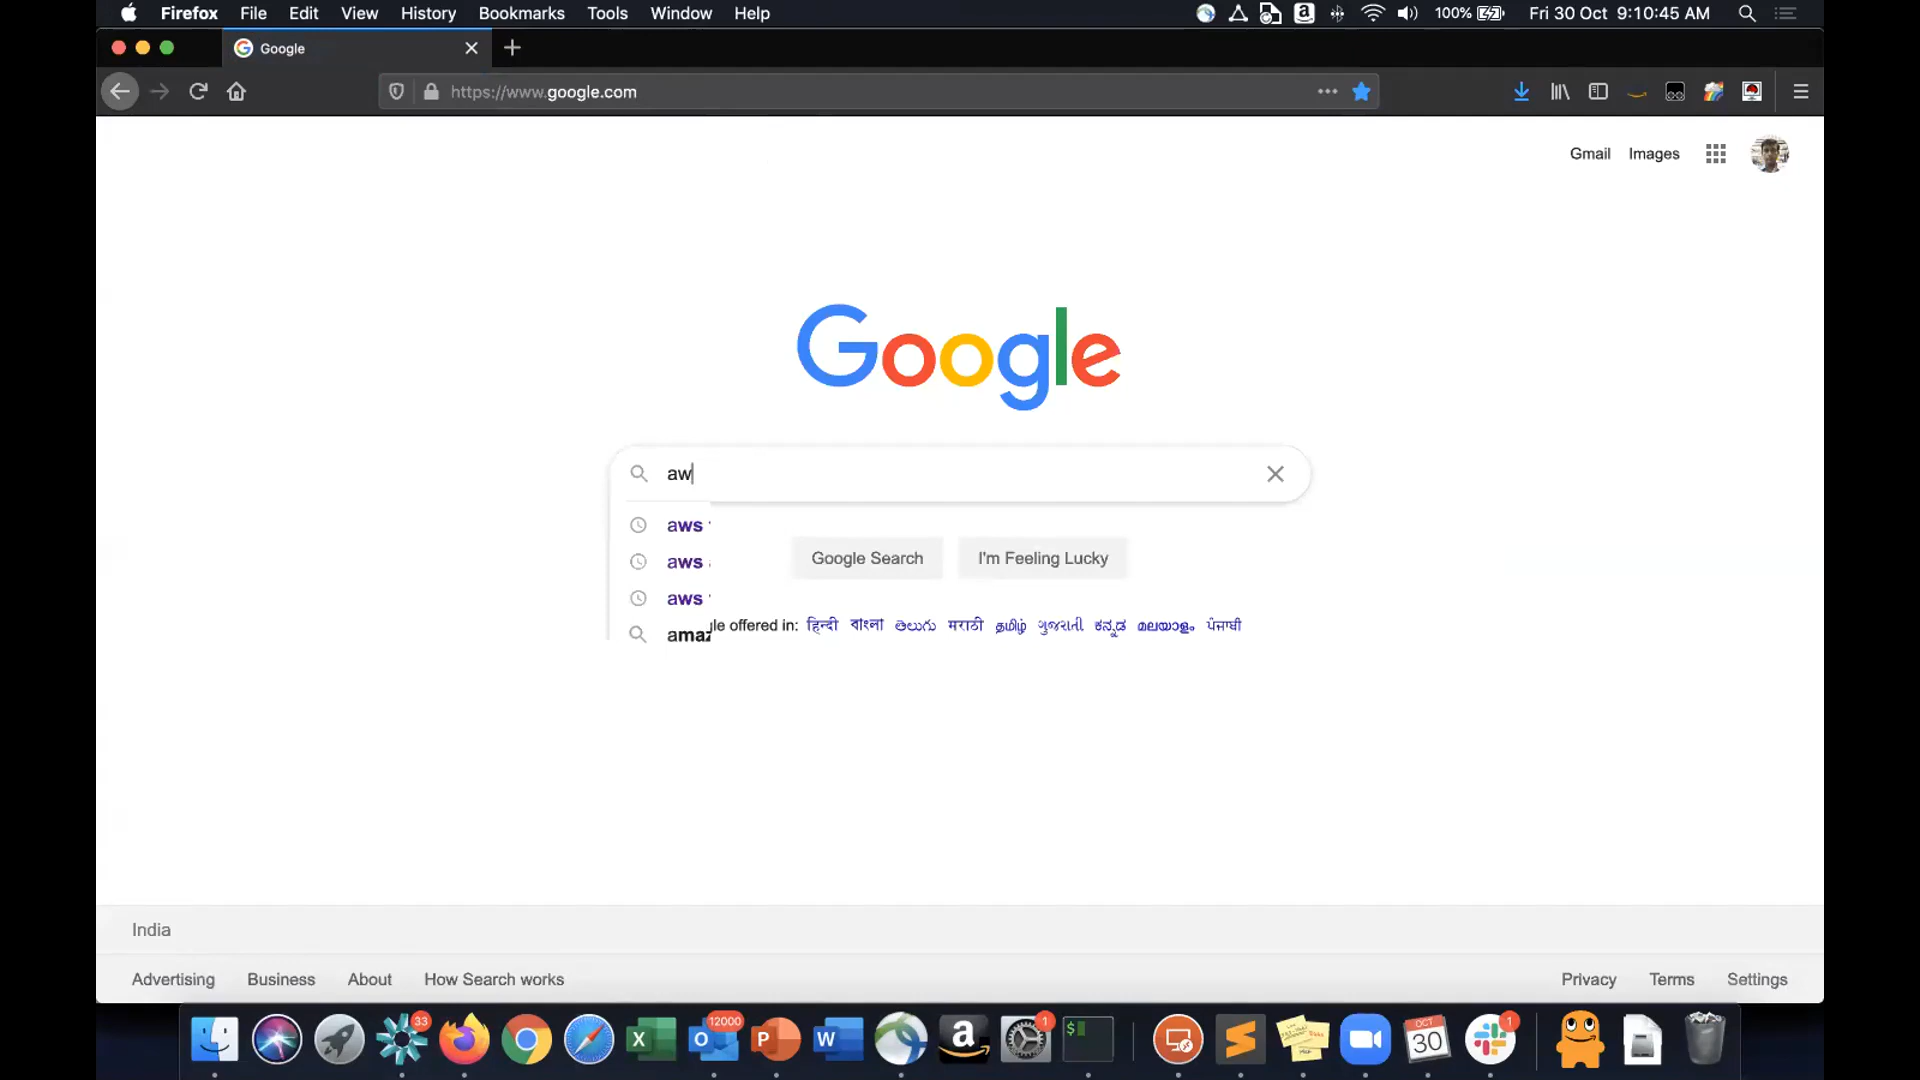 Firefox File Edit View History Bookmarks Tools Window Help 100% Fri 30 Oct 9:10:45 AM
Google
https://www.google.com
Gmail Images
Google
aw
aws
aws
aws
Google Search I'm Feeling Lucky
le offered in: हिन्दी বাংলা తెలుగు मराठी தமிழ் ગુજરાતી ಕನ್ನಡ മലയാളം ਪੰਜਾਬੀ
ama
India
Advertising Business About How Search works Privacy Terms Settings
33 X 12000 O P W a 1 $ OCT 30 1